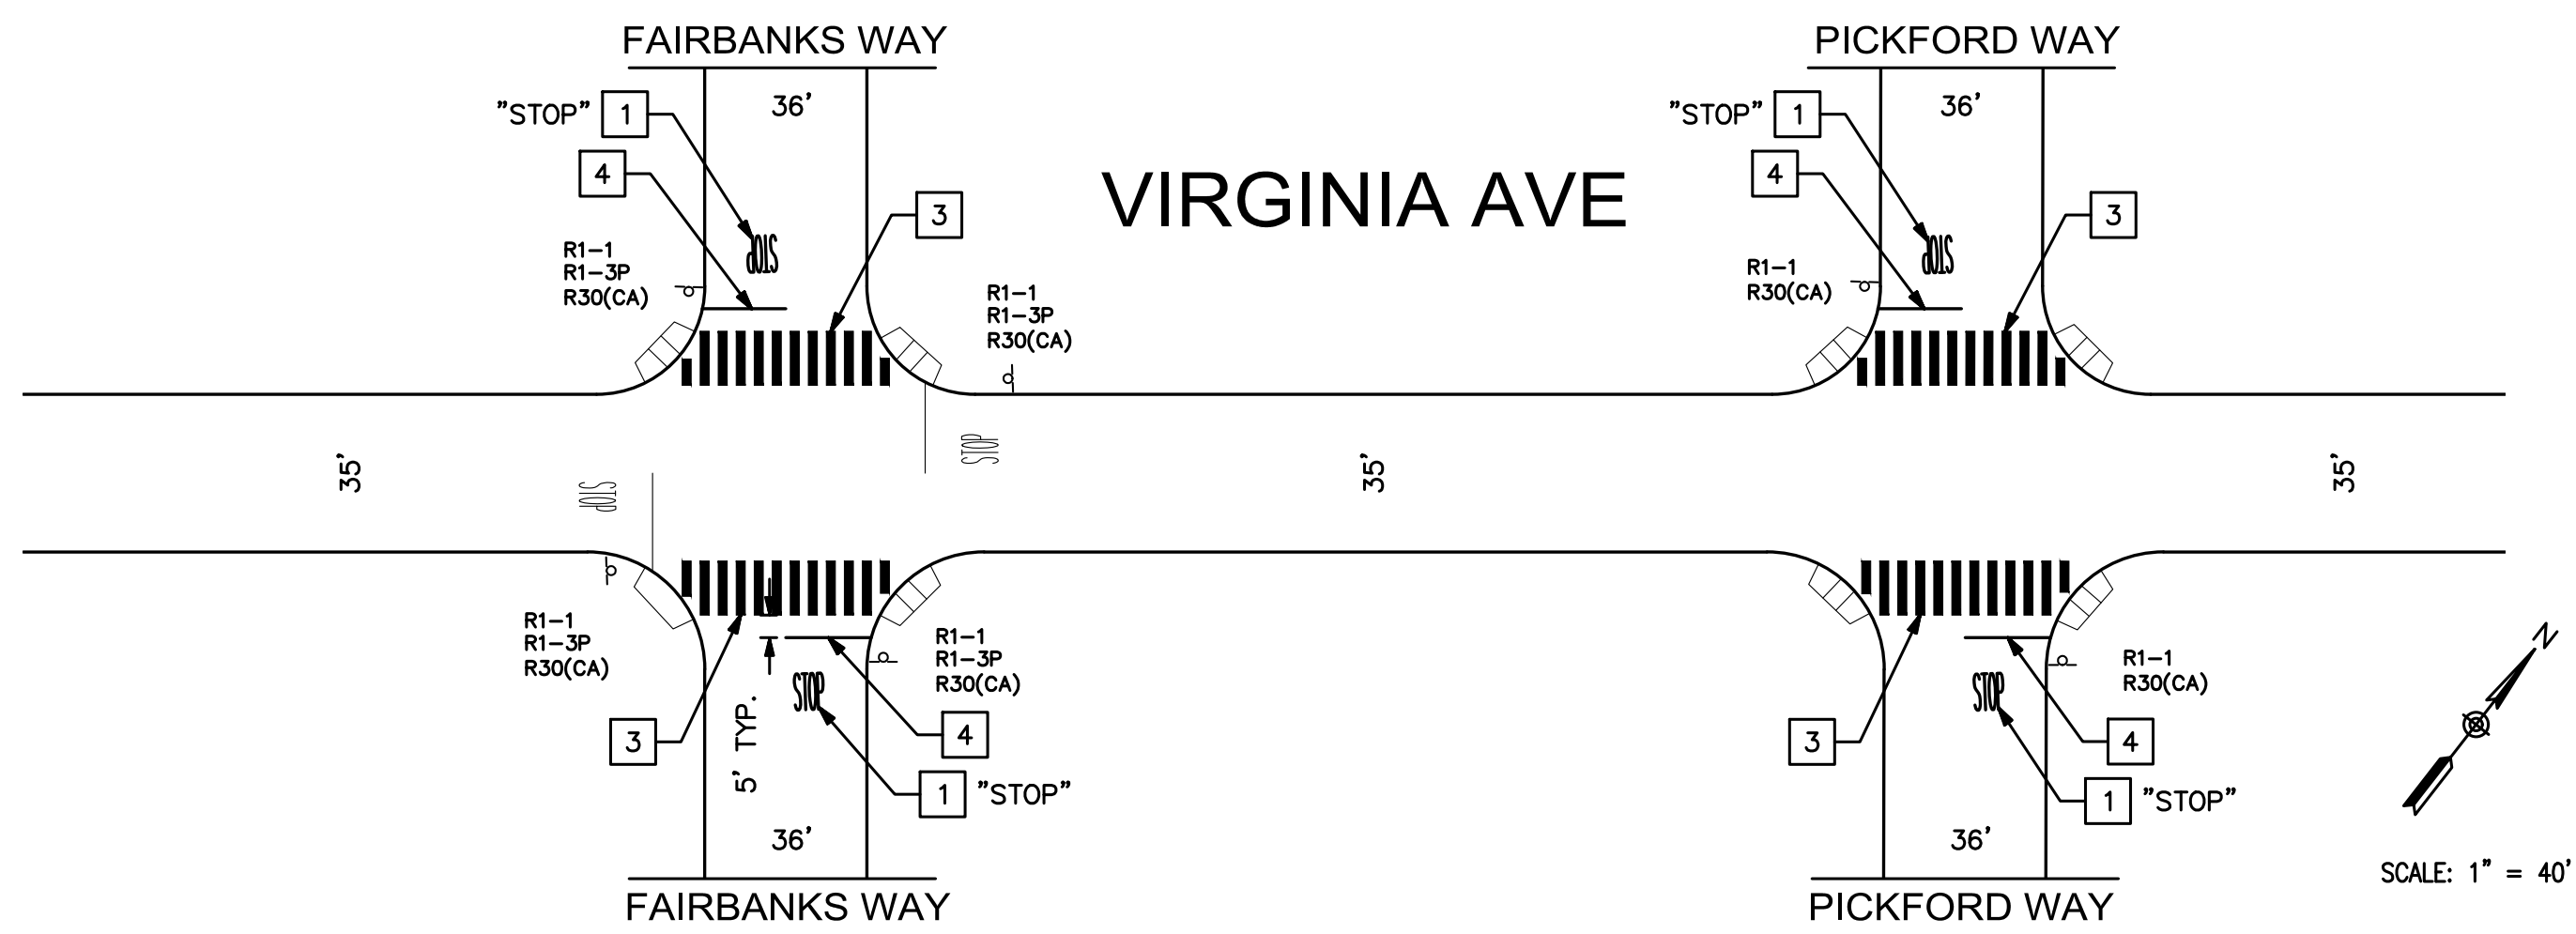 FAIRBANKS WAY
PICKFORD WAY
"STOP" 1
36'
"STOP" 1
36'
4
4
VIRGINIA AVE
3
3
STOP
STOP
R1-1
R1-3P
R30(CA)
R1-1
R1-3P
R30(CA)
R1-1
R30(CA)
35'
STOP
STOP
35'
35'
R1-1
R1-3P
R30(CA)
R1-1
R1-3P
R30(CA)
R1-1
R30(CA)
STOP
STOP
3
5' TYP.
4
3
4
1 "STOP"
1 "STOP"
36'
36'
FAIRBANKS WAY
PICKFORD WAY
N
SCALE: 1" = 40'